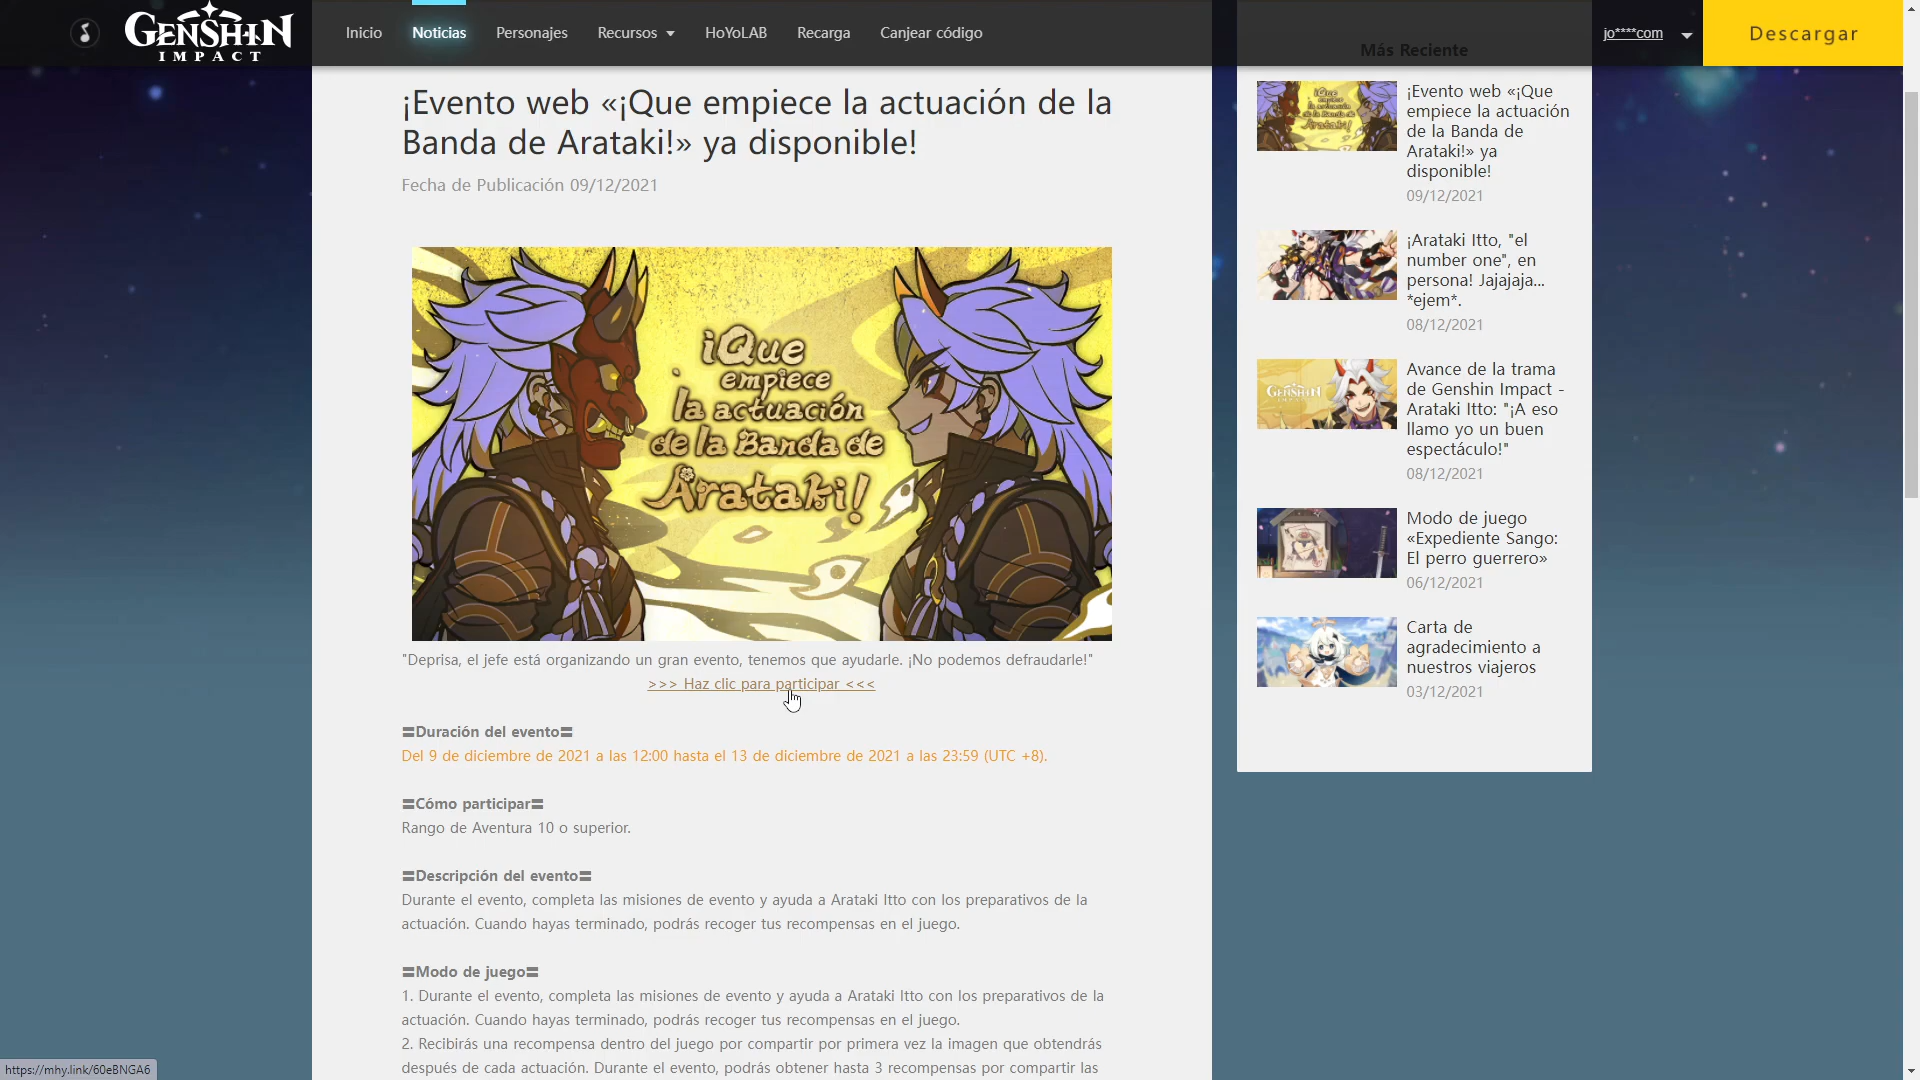 GENSHIN
IMPACT
Inicio
Noticias
Personajes
Recursos
HoYoLAB
Recarga
Canjear código
jo****com
Descargar
¡Evento web «¡Que empiece la actuación de la
Banda de Arataki!» ya disponible!
Fecha de Publicación 09/12/2021
¡Que
empiece
la actuación
de la Banda de
Arataki!
"Deprisa, el jefe está organizando un gran evento, tenemos que ayudarle. ¡No podemos defraudarle!"
>>> Haz clic para participar <<<
〓Duración del evento〓
Del 9 de diciembre de 2021 a las 12:00 hasta el 13 de diciembre de 2021 a las 23:59 (UTC +8).
〓Cómo participar〓
Rango de Aventura 10 o superior.
〓Descripción del evento〓
Durante el evento, completa las misiones de evento y ayuda a Arataki Itto con los preparativos de la
actuación. Cuando hayas terminado, podrás recoger tus recompensas en el juego.
〓Modo de juego〓
1. Durante el evento, completa las misiones de evento y ayuda a Arataki Itto con los preparativos de la
actuación. Cuando hayas terminado, podrás recoger tus recompensas en el juego.
2. Recibirás una recompensa dentro del juego por compartir por primera vez la imagen que obtendrás
después de cada actuación. Durante el evento, podrás obtener hasta 3 recompensas por compartir las
Más Reciente
¡Que
empiece
la actuación
de la Banda de
Arataki!
¡Evento web «¡Que
empiece la actuación
de la Banda de
Arataki!» ya
disponible!
09/12/2021
¡Arataki Itto, "el
number one", en
persona! Jajajaja...
*ejem*.
08/12/2021
GENSHIN
IMPACT
Avance de la trama
de Genshin Impact -
Arataki Itto: "¡A eso
llamo yo un buen
espectáculo!"
08/12/2021
Modo de juego
«Expediente Sango:
El perro guerrero»
06/12/2021
Carta de
agradecimiento a
nuestros viajeros
03/12/2021
https://mhy.link/60eBNGA6